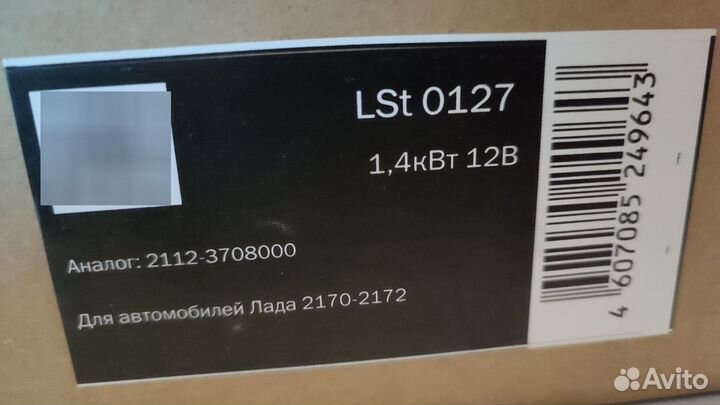 LSt 0127
1,4кВт 12В
Аналог: 2112-3708000
Для автомобилей Лада 2170-2172
4 607085 249643
Avito